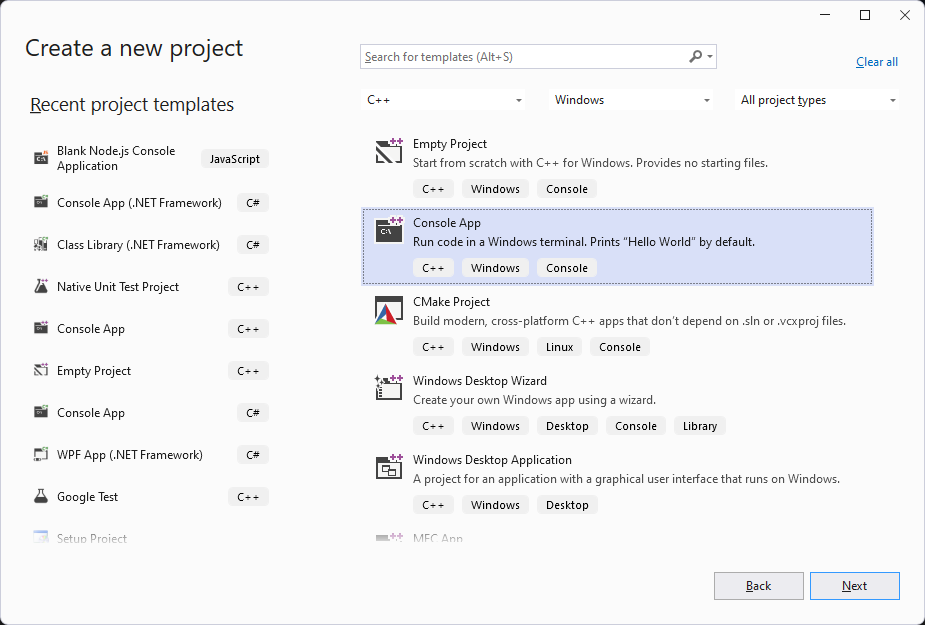 Create a new project
Search for templates (Alt+S)
Clear all
C++
Windows
All project types
Recent project templates
Blank Node.js Console
Application
JavaScript
Console App (.NET Framework)
C#
Class Library (.NET Framework)
C#
Native Unit Test Project
C++
Console App
C++
Empty Project
C++
Console App
C#
WPF App (.NET Framework)
C#
Google Test
C++
Setup Project
Empty Project
Start from scratch with C++ for Windows. Provides no starting files.
C++ Windows Console
Console App
Run code in a Windows terminal. Prints “Hello World” by default.
C++ Windows Console
CMake Project
Build modern, cross-platform C++ apps that don’t depend on .sln or .vcxproj files.
C++ Windows Linux Console
Windows Desktop Wizard
Create your own Windows app using a wizard.
C++ Windows Desktop Console Library
Windows Desktop Application
A project for an application with a graphical user interface that runs on Windows.
C++ Windows Desktop
MFC App
Back
Next